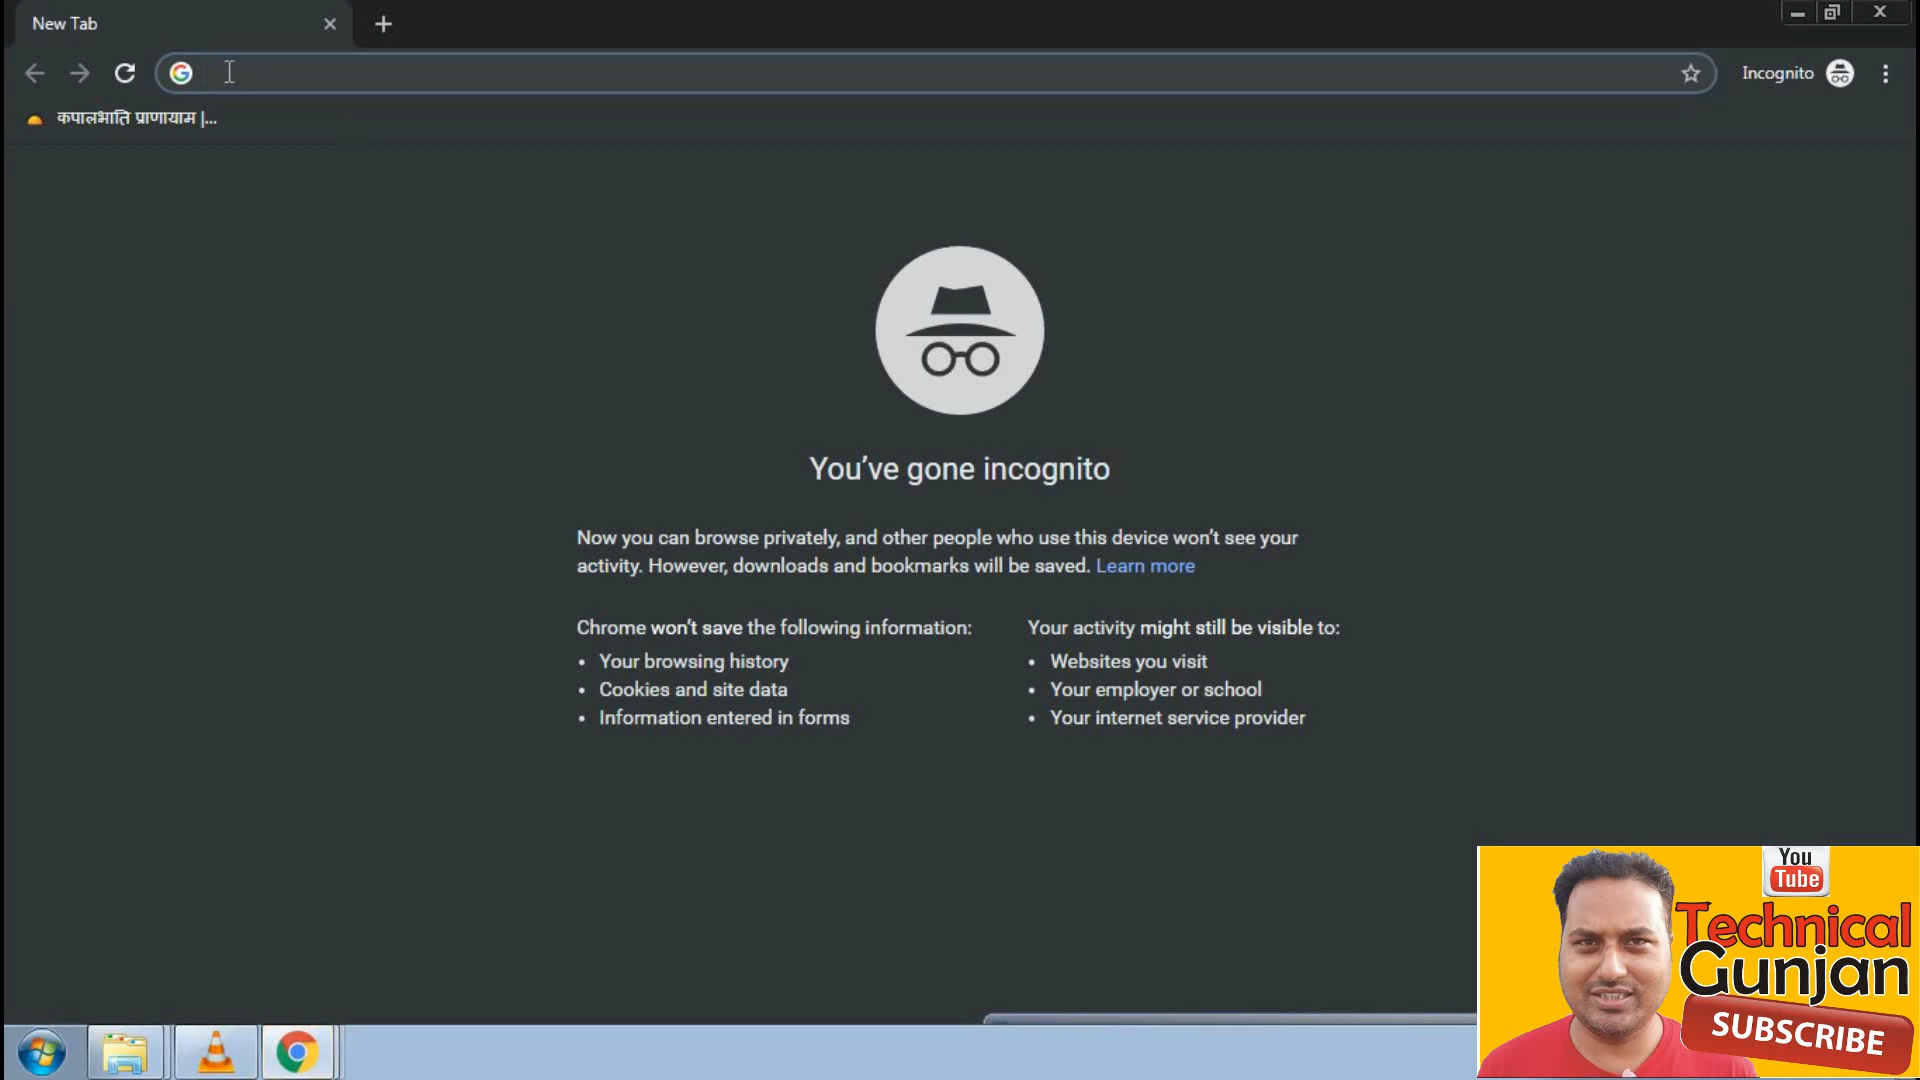 New Tab
Incognito
कपालभाति प्राणायाम |...
You've gone incognito
Now you can browse privately, and other people who use this device won't see your
activity. However, downloads and bookmarks will be saved. Learn more
Chrome won't save the following information:
• Your browsing history
• Cookies and site data
• Information entered in forms
Your activity might still be visible to:
• Websites you visit
• Your employer or school
• Your internet service provider
You
Tube
Technical
Gunjan
SUBSCRIBE